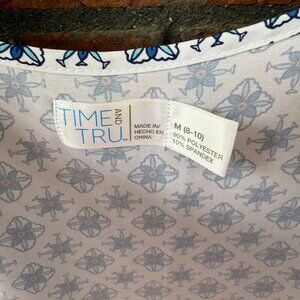 TIME AND
TRU.
MADE IN/
HECHO EN
CHINA
M (8-10)
90% POLYESTER
10% SPANDEX